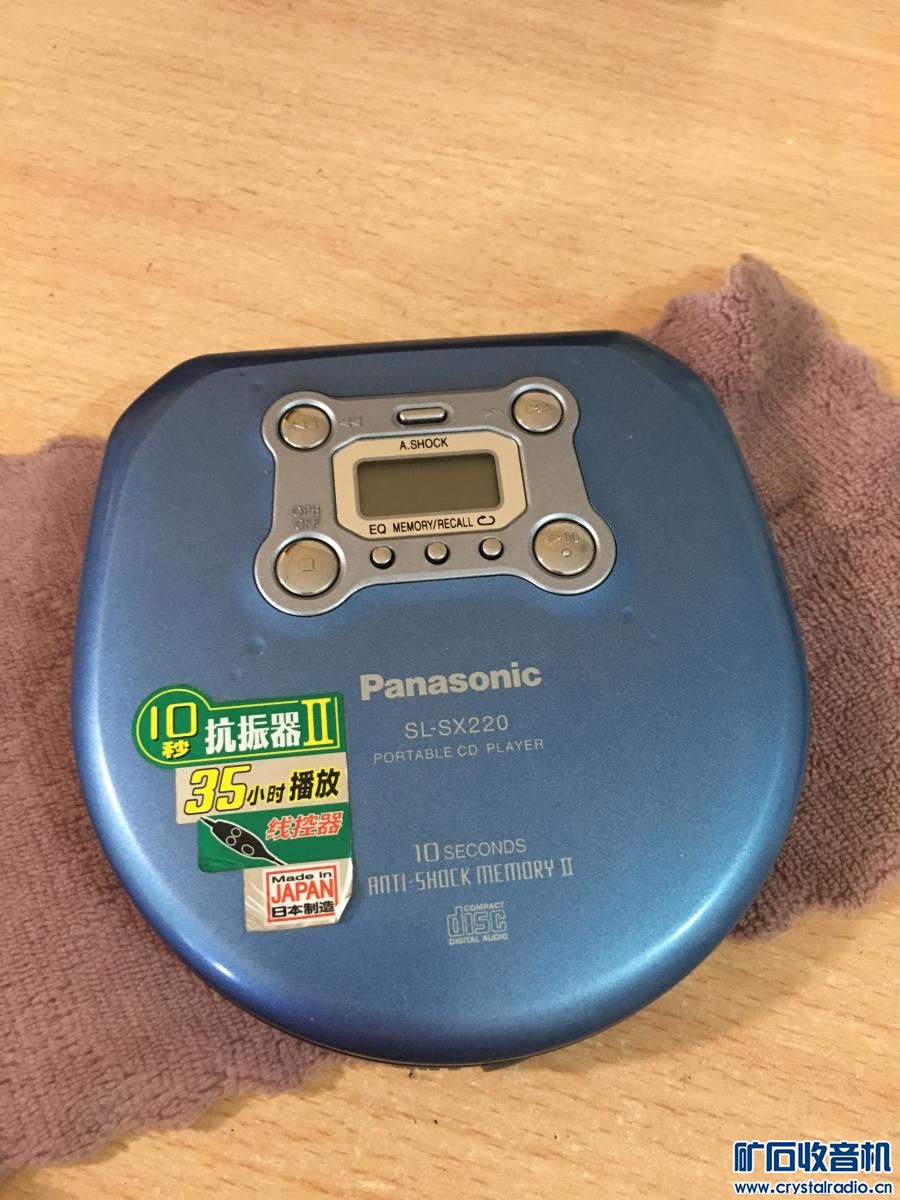 A.SHOCK
EQ MEMORY/RECALL
OPR
OFF
Panasonic
SL-SX220
PORTABLE CD PLAYER
10秒 抗振器II
35小时播放
线控器
Made in
JAPAN
日本制造
10 SECONDS
ANTI-SHOCK MEMORY II
COMPACT
disc
DIGITAL AUDIO
矿石收音机
www.crystalradio.cn